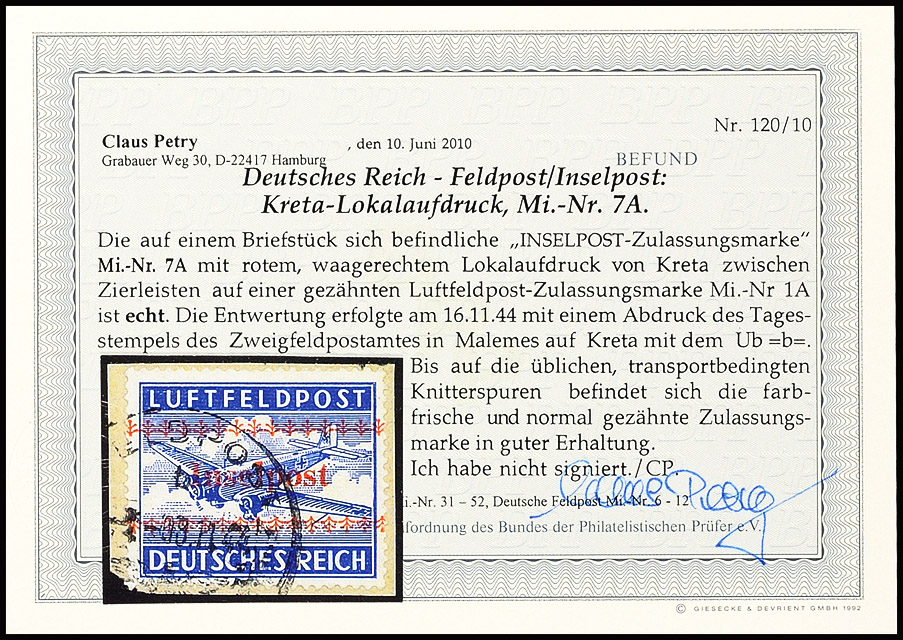 Nr. 120/10
Claus Petry
Grabauer Weg 30, D-22417 Hamburg
, den 10. Juni 2010
BEFUND
Deutsches Reich - Feldpost/Inselpost:
Kreta-Lokalaufdruck, Mi.-Nr. 7A.
Die auf einem Briefstück sich befindliche „INSELPOST-Zulassungsmarke“
Mi.-Nr. 7A mit rotem, waagerechtem Lokalaufdruck von Kreta zwischen
Zierleisten auf einer gezähnten Luftfeldpost-Zulassungsmarke Mi.-Nr 1A
ist echt. Die Entwertung erfolgte am 16.11.44 mit einem Abdruck des Tages-
stempels des Zweigfeldpostamtes in Malemes auf Kreta mit dem Ub =b=.
Bis auf die üblichen, transportbedingten
Knitterspuren befindet sich die farb-
frische und normal gezähnte Zulassungs-
marke in guter Erhaltung.
Ich habe nicht signiert./CP.
i.-Nr. 31 – 52, Deutsche Feldpost Mi.-Nr. 6 - 12
fordnung des Bundes der Philatelistischen Prüfer e.V.
LUFTFELDPOST
Inselpost
DEUTSCHES REICH
© GIESECKE & DEVRIENT GMBH 1992